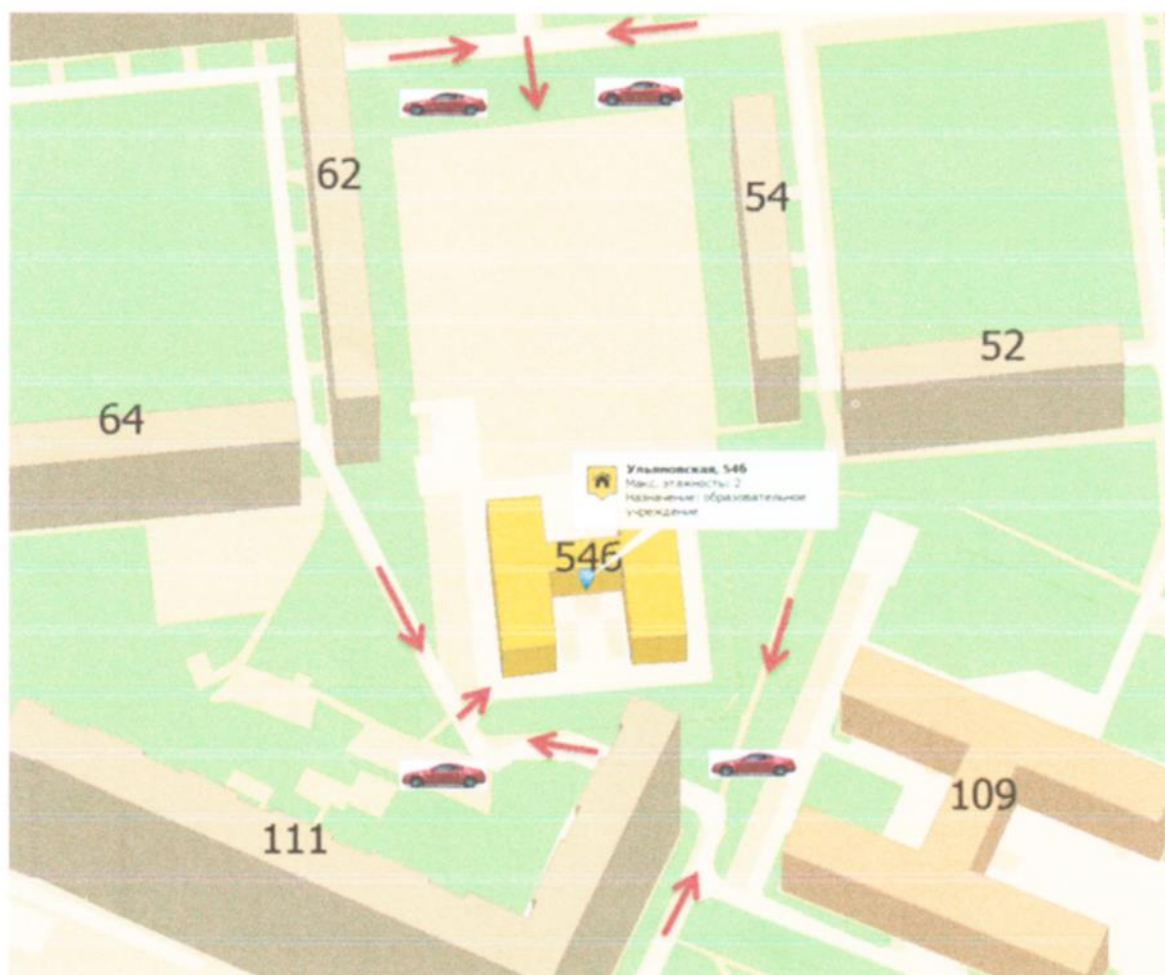 62
54
52
64
Ульяновская, 54б
Макс. этажность: 2
Назначение: образовательное
учреждение
54б
109
111